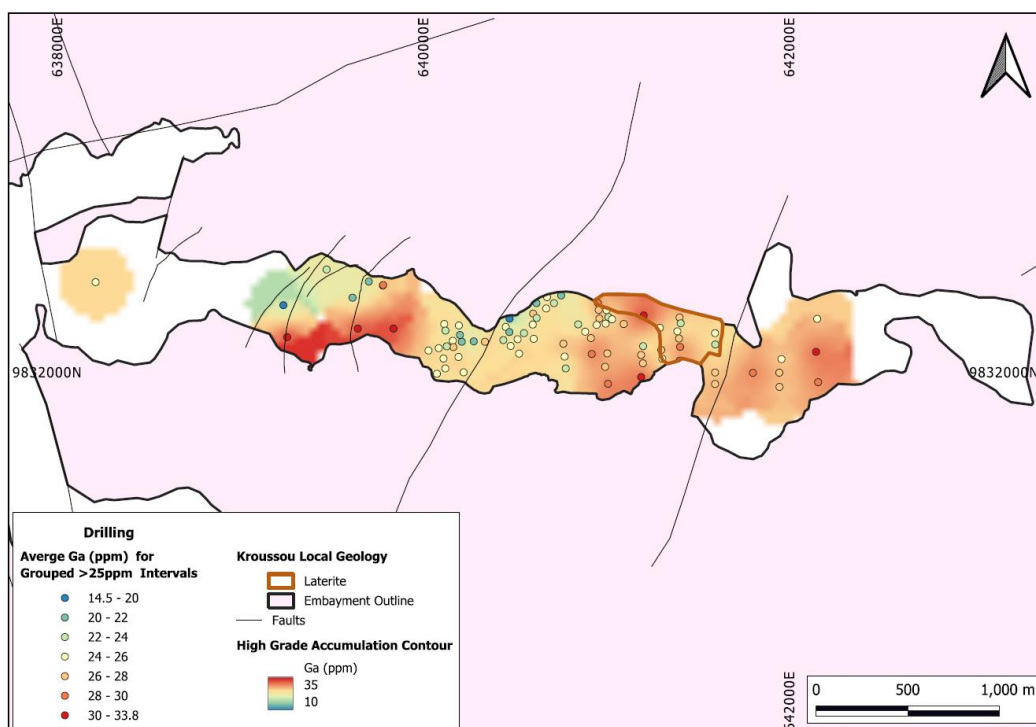 638000E
640000E
642000E
9832000N
9832000N
Drilling
Averge Ga (ppm) for
Grouped >25ppm Intervals
14.5 - 20
20 - 22
22 - 24
24 - 26
26 - 28
28 - 30
30 - 33.8
Kroussou Local Geology
Laterite
Embayment Outline
Faults
High Grade Accumulation Contour
Ga (ppm)
35
10
642000E
0 500 1,000 m